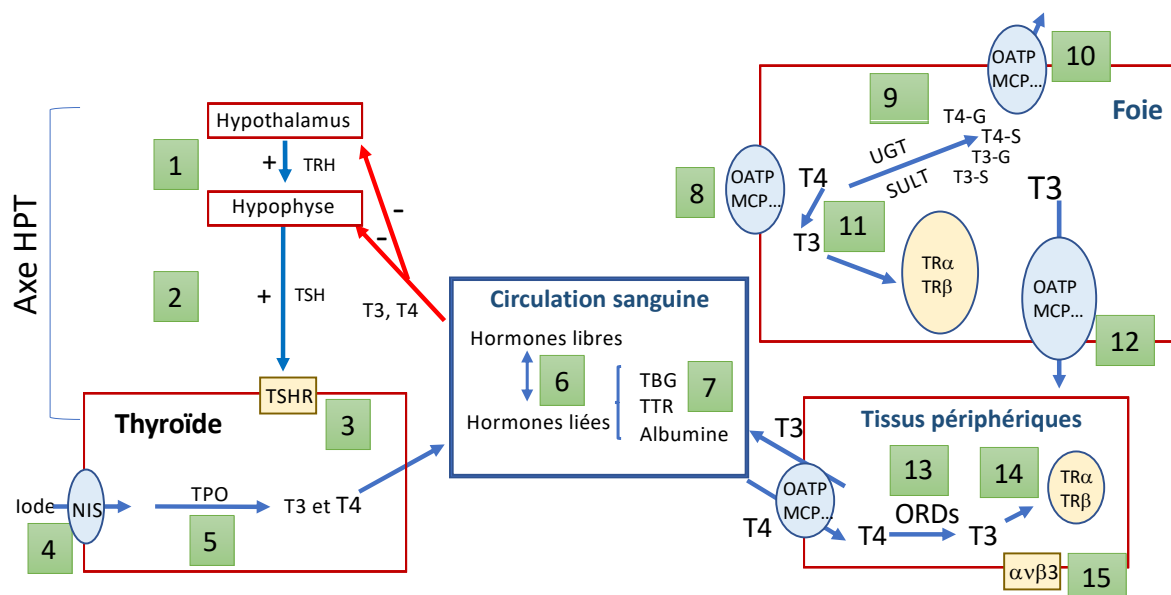 Axe HPT
Hypothalamus
1
+
TRH
Hypophyse
-
-
2
+
TSH
T3, T4
TSHR
Thyroïde
3
Iode
NIS
TPO
T3 et T4
4
5
Circulation sanguine
Hormones libres
6
Hormones liées
TBG
TTR
Albumine
7
Foie
OATP
MCP...
10
9
T4-G
T4-S
T3-G
T3-S
UGT
SULT
8
OATP
MCP...
T4
T3
11
TRα
TRβ
T3
OATP
MCP...
12
Tissus périphériques
T3
13
14
OATP
MCP...
T4
T4
ORDs
T3
TRα
TRβ
ανβ3
15